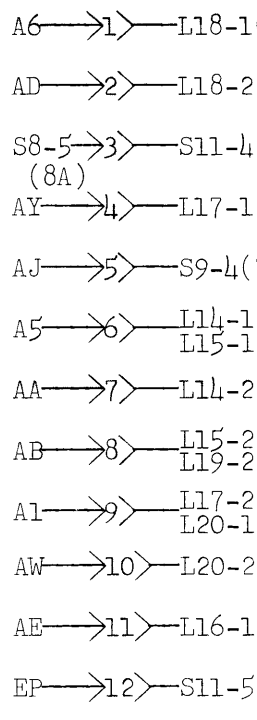 A6 1 L18-1
AD 2 L18-2
S8-5 3 S11-4
(8A)
AY 4 L17-1
AJ 5 S9-4(
A5 6 L14-1
L15-1
AA 7 L14-2
AB 8 L15-2
L19-2
A1 9 L17-2
L20-1
AW 10 L20-2
AE 11 L16-1
EP 12 S11-5